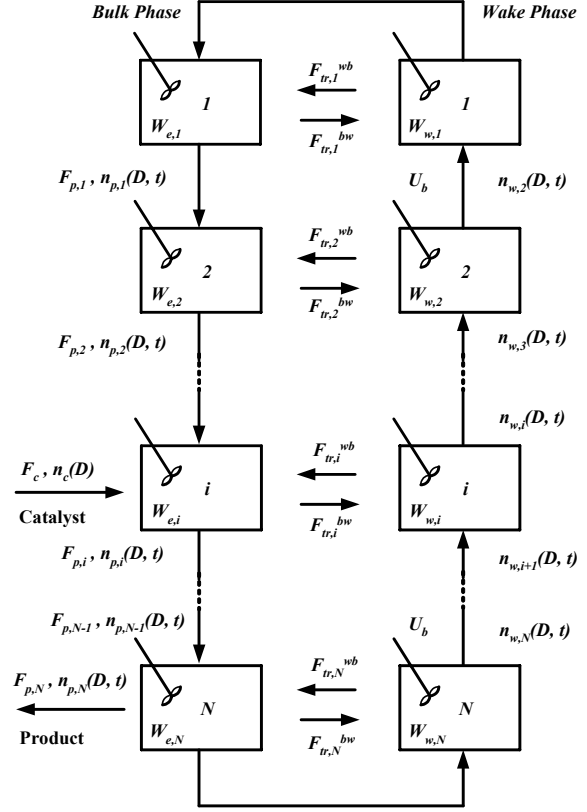 Bulk Phase Wake Phase
F_{tr,1}^{wb}
1 1
W_{e,1} W_{w,1}
F_{tr,1}^{bw}
F_{p,1} , n_{p,1}(D, t) U_b n_{w,2}(D, t)
F_{tr,2}^{wb}
2 2
W_{e,2} W_{w,2}
F_{tr,2}^{bw}
F_{p,2} , n_{p,2}(D, t) n_{w,3}(D, t)
n_{w,i}(D, t)
F_{tr,i}^{wb}
F_c , n_c(D) i i
Catalyst W_{e,i} W_{w,i}
F_{tr,i}^{bw}
F_{p,i} , n_{p,i}(D, t) n_{w,i+1}(D, t)
F_{p,N-1} , n_{p,N-1}(D, t) U_b n_{w,N}(D, t)
F_{tr,N}^{wb}
F_{p,N} , n_{p,N}(D, t) N N
Product W_{e,N} W_{w,N}
F_{tr,N}^{bw}